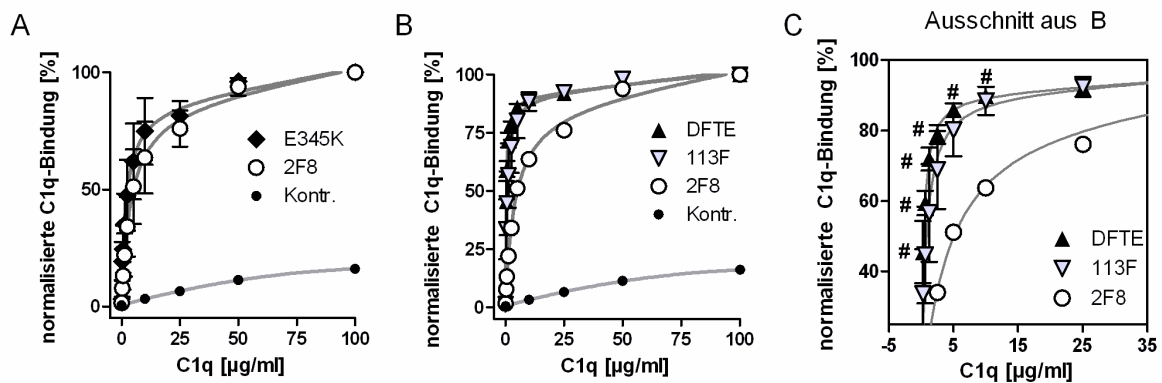 A
normalisierte C1q-Bindung [%]
100
50
0
E345K
2F8
Kontr.
0 25 50 75 100
C1q [µg/ml]
B
normalisierte C1q-Bindung [%]
100
75
50
25
0
DFTE
113F
2F8
Kontr.
0 25 50 75 100
C1q [µg/ml]
Ausschnitt aus B
C
normalisierte C1q-Bindung [%]
100
80
60
40
# # # # # #
DFTE
113F
2F8
-5 5 15 25 35
C1q [µg/ml]